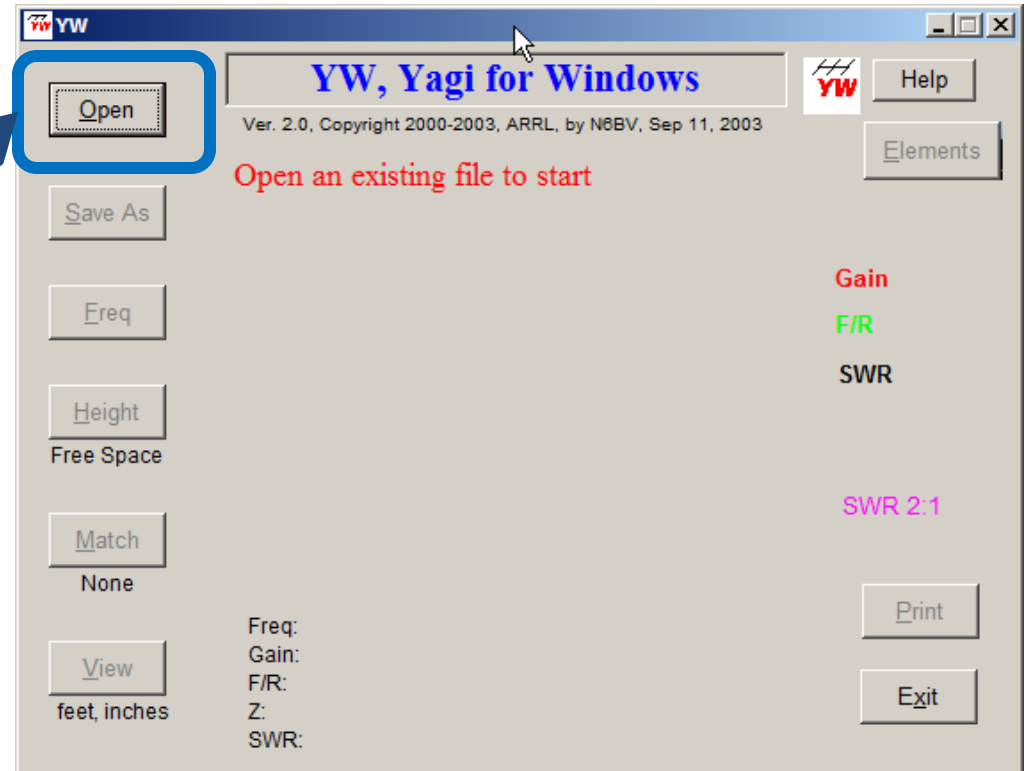 YW YW
Open
YW, Yagi for Windows
YW
Help
Ver. 2.0, Copyright 2000-2003, ARRL, by N6BV, Sep 11, 2003
Elements
Open an existing file to start
Save As
Gain
Freq
F/R
SWR
Height
Free Space
SWR 2:1
Match
None
Print
Freq:
Gain:
View
F/R:
Exit
feet, inches
Z:
SWR: